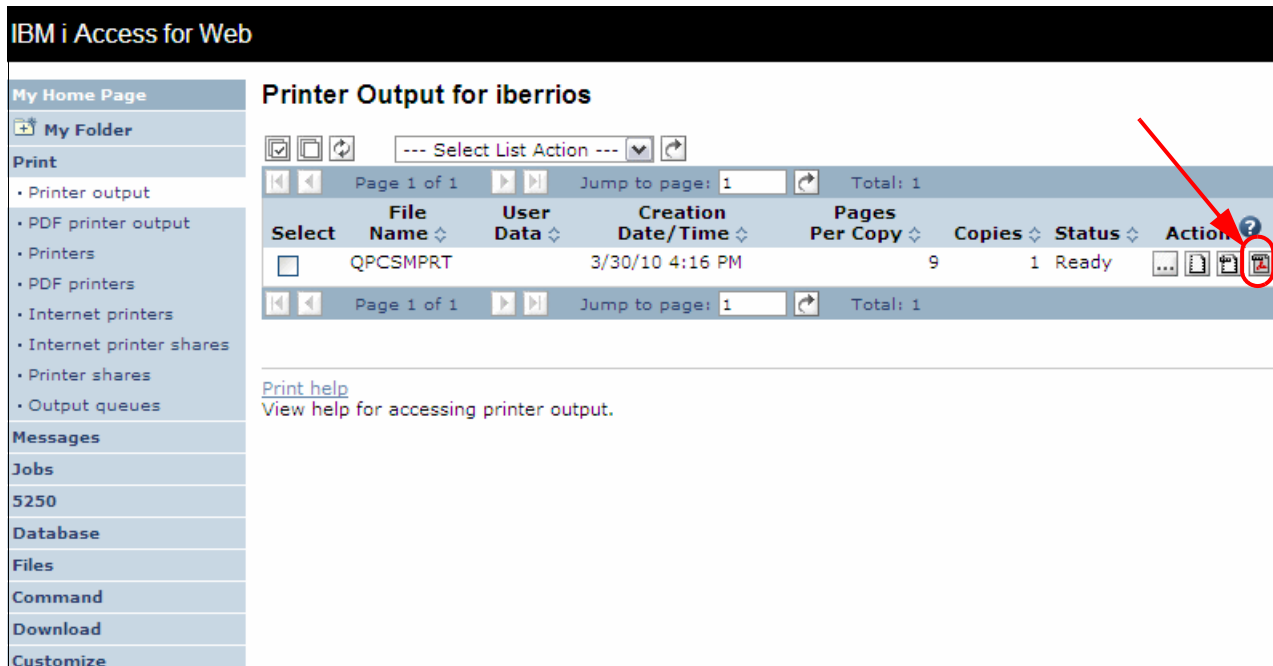 IBM i Access for Web
My Home Page
My Folder
Print
• Printer output
• PDF printer output
• Printers
• PDF printers
• Internet printers
• Internet printer shares
• Printer shares
• Output queues
Messages
Jobs
5250
Database
Files
Command
Download
Customize
Printer Output for iberrios
--- Select List Action ---
Page 1 of 1 Jump to page: 1 Total: 1
Select File Name User Data Creation Date/Time Pages Per Copy Copies Status Action ?
QPCSMPRT 3/30/10 4:16 PM 9 1 Ready ...
Page 1 of 1 Jump to page: 1 Total: 1
Print help
View help for accessing printer output.